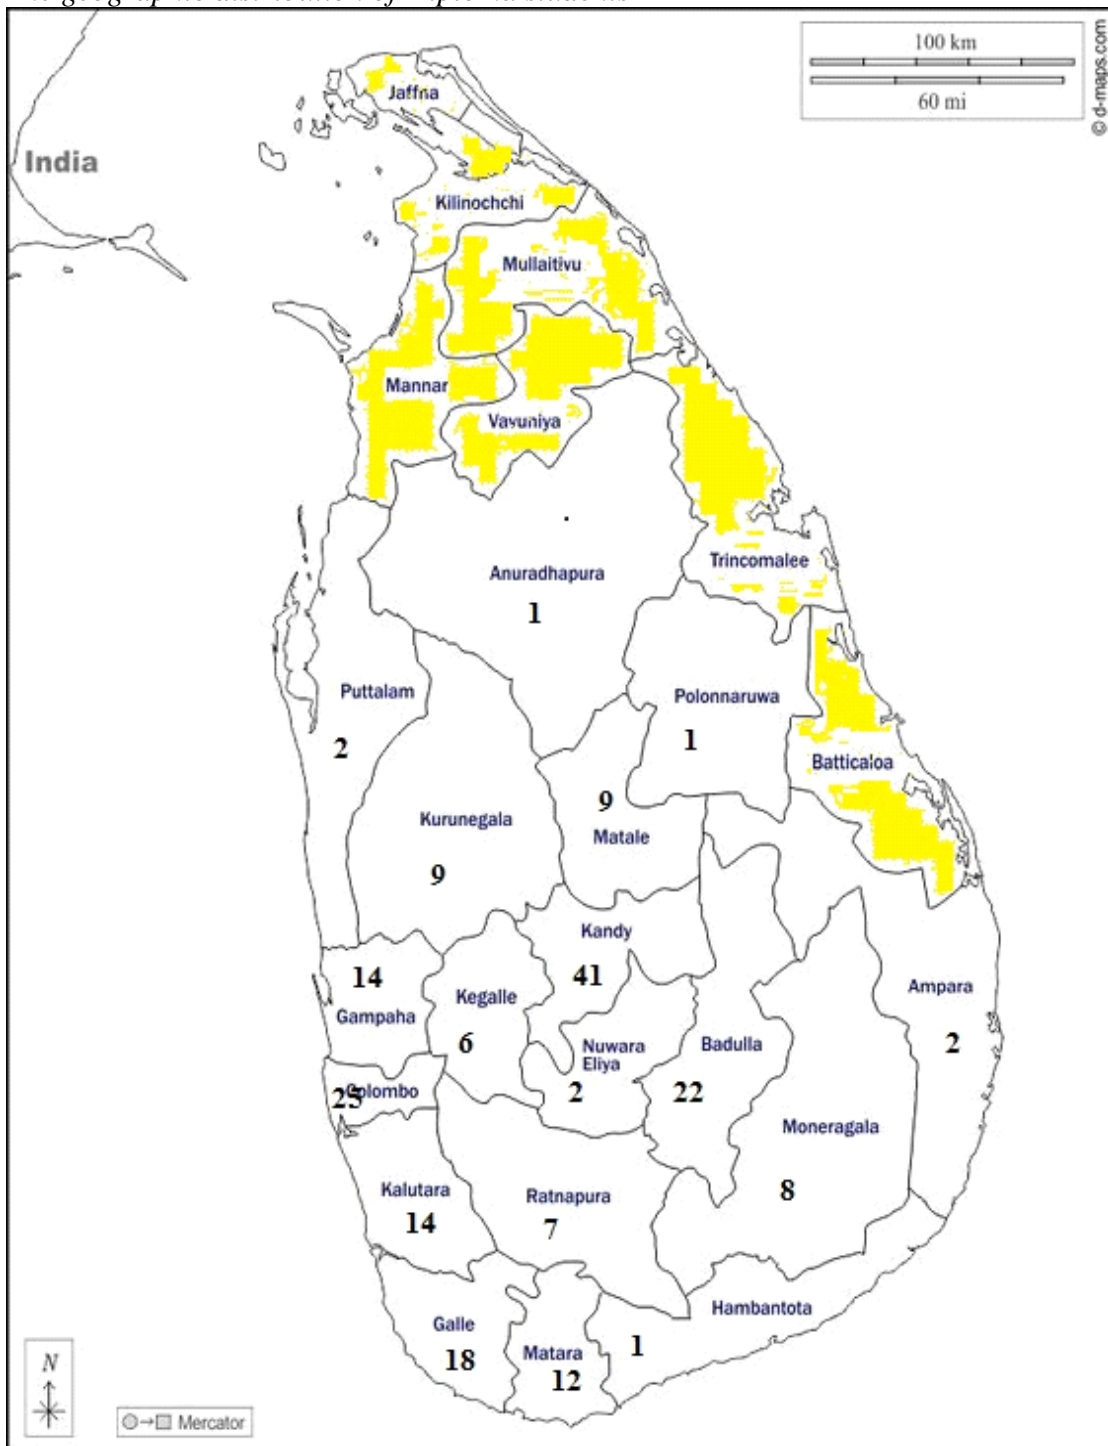 100 km
60 mi
© d-maps.com
India
Jaffna
Kilinochchi
Mullaitivu
Mannar
Vavuniya
Trincomalee
Anuradhapura
1
Puttalam
2
Polonnaruwa
1
Batticaloa
Kurunegala
9
9
Matale
Kandy
41
14
Gampaha
Kegalle
6
Nuwara
Eliya
2
Badulla
22
Ampara
2
Colombo
25
Moneragala
8
Kalutara
14
Ratnapura
7
Hambantota
1
Galle
18
Matara
12
N
Mercator